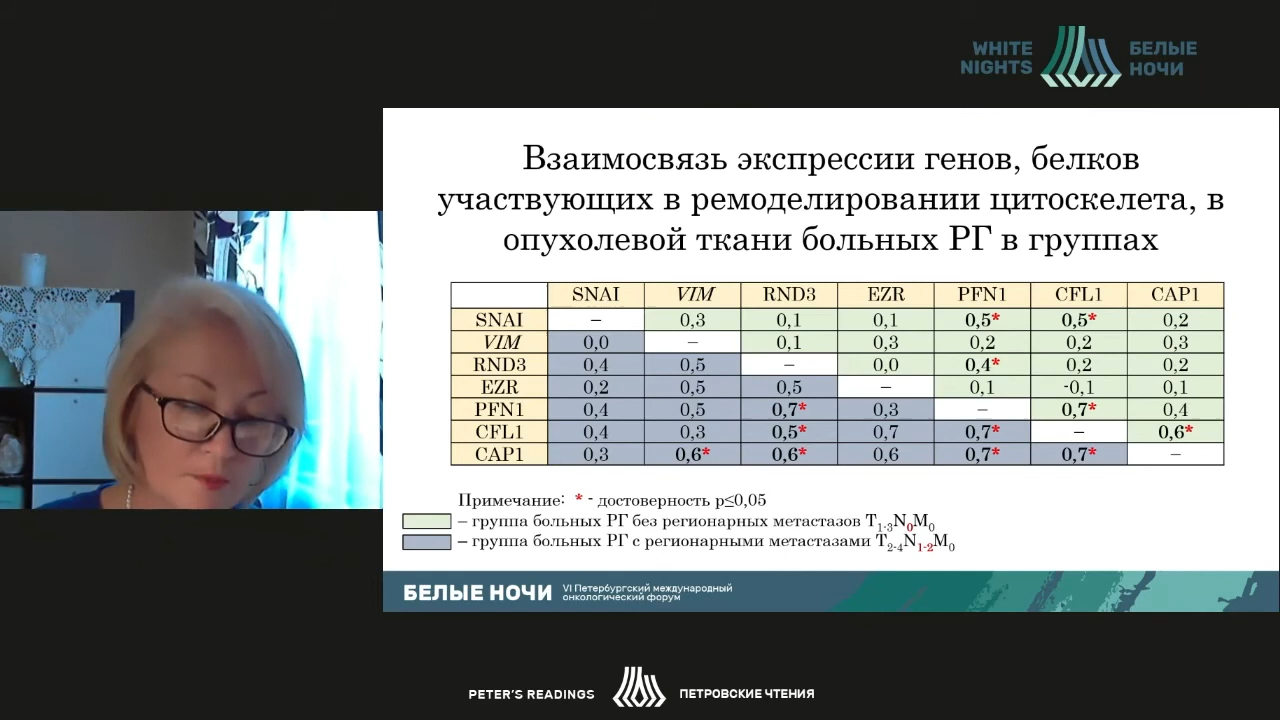 WHITE NIGHTS
БЕЛЫЕ НОЧИ
Взаимосвязь экспрессии генов, белков
участвующих в ремоделировании цитоскелета, в
опухолевой ткани больных РГ в группах
SNAI VIM RND3 EZR PFN1 CFL1 CAP1
SNAI – 0,3 0,1 0,1 0,5* 0,5* 0,2
VIM 0,0 – 0,1 0,3 0,2 0,2 0,3
RND3 0,4 0,5 – 0,0 0,4* 0,2 0,2
EZR 0,2 0,5 0,5 – 0,1 -0,1 0,1
PFN1 0,4 0,5 0,7* 0,3 – 0,7* 0,4
CFL1 0,4 0,3 0,5* 0,7 0,7* – 0,6*
CAP1 0,3 0,6* 0,6* 0,6 0,7* 0,7* –
Примечание: * - достоверность p≤0,05
– группа больных РГ без регионарных метастазов T1-3N0M0
– группа больных РГ с регионарными метастазами T2-4N1-2M0
БЕЛЫЕ НОЧИ
VI Петербургский международный
онкологический форум
PETER'S READINGS
ПЕТРОВСКИЕ ЧТЕНИЯ